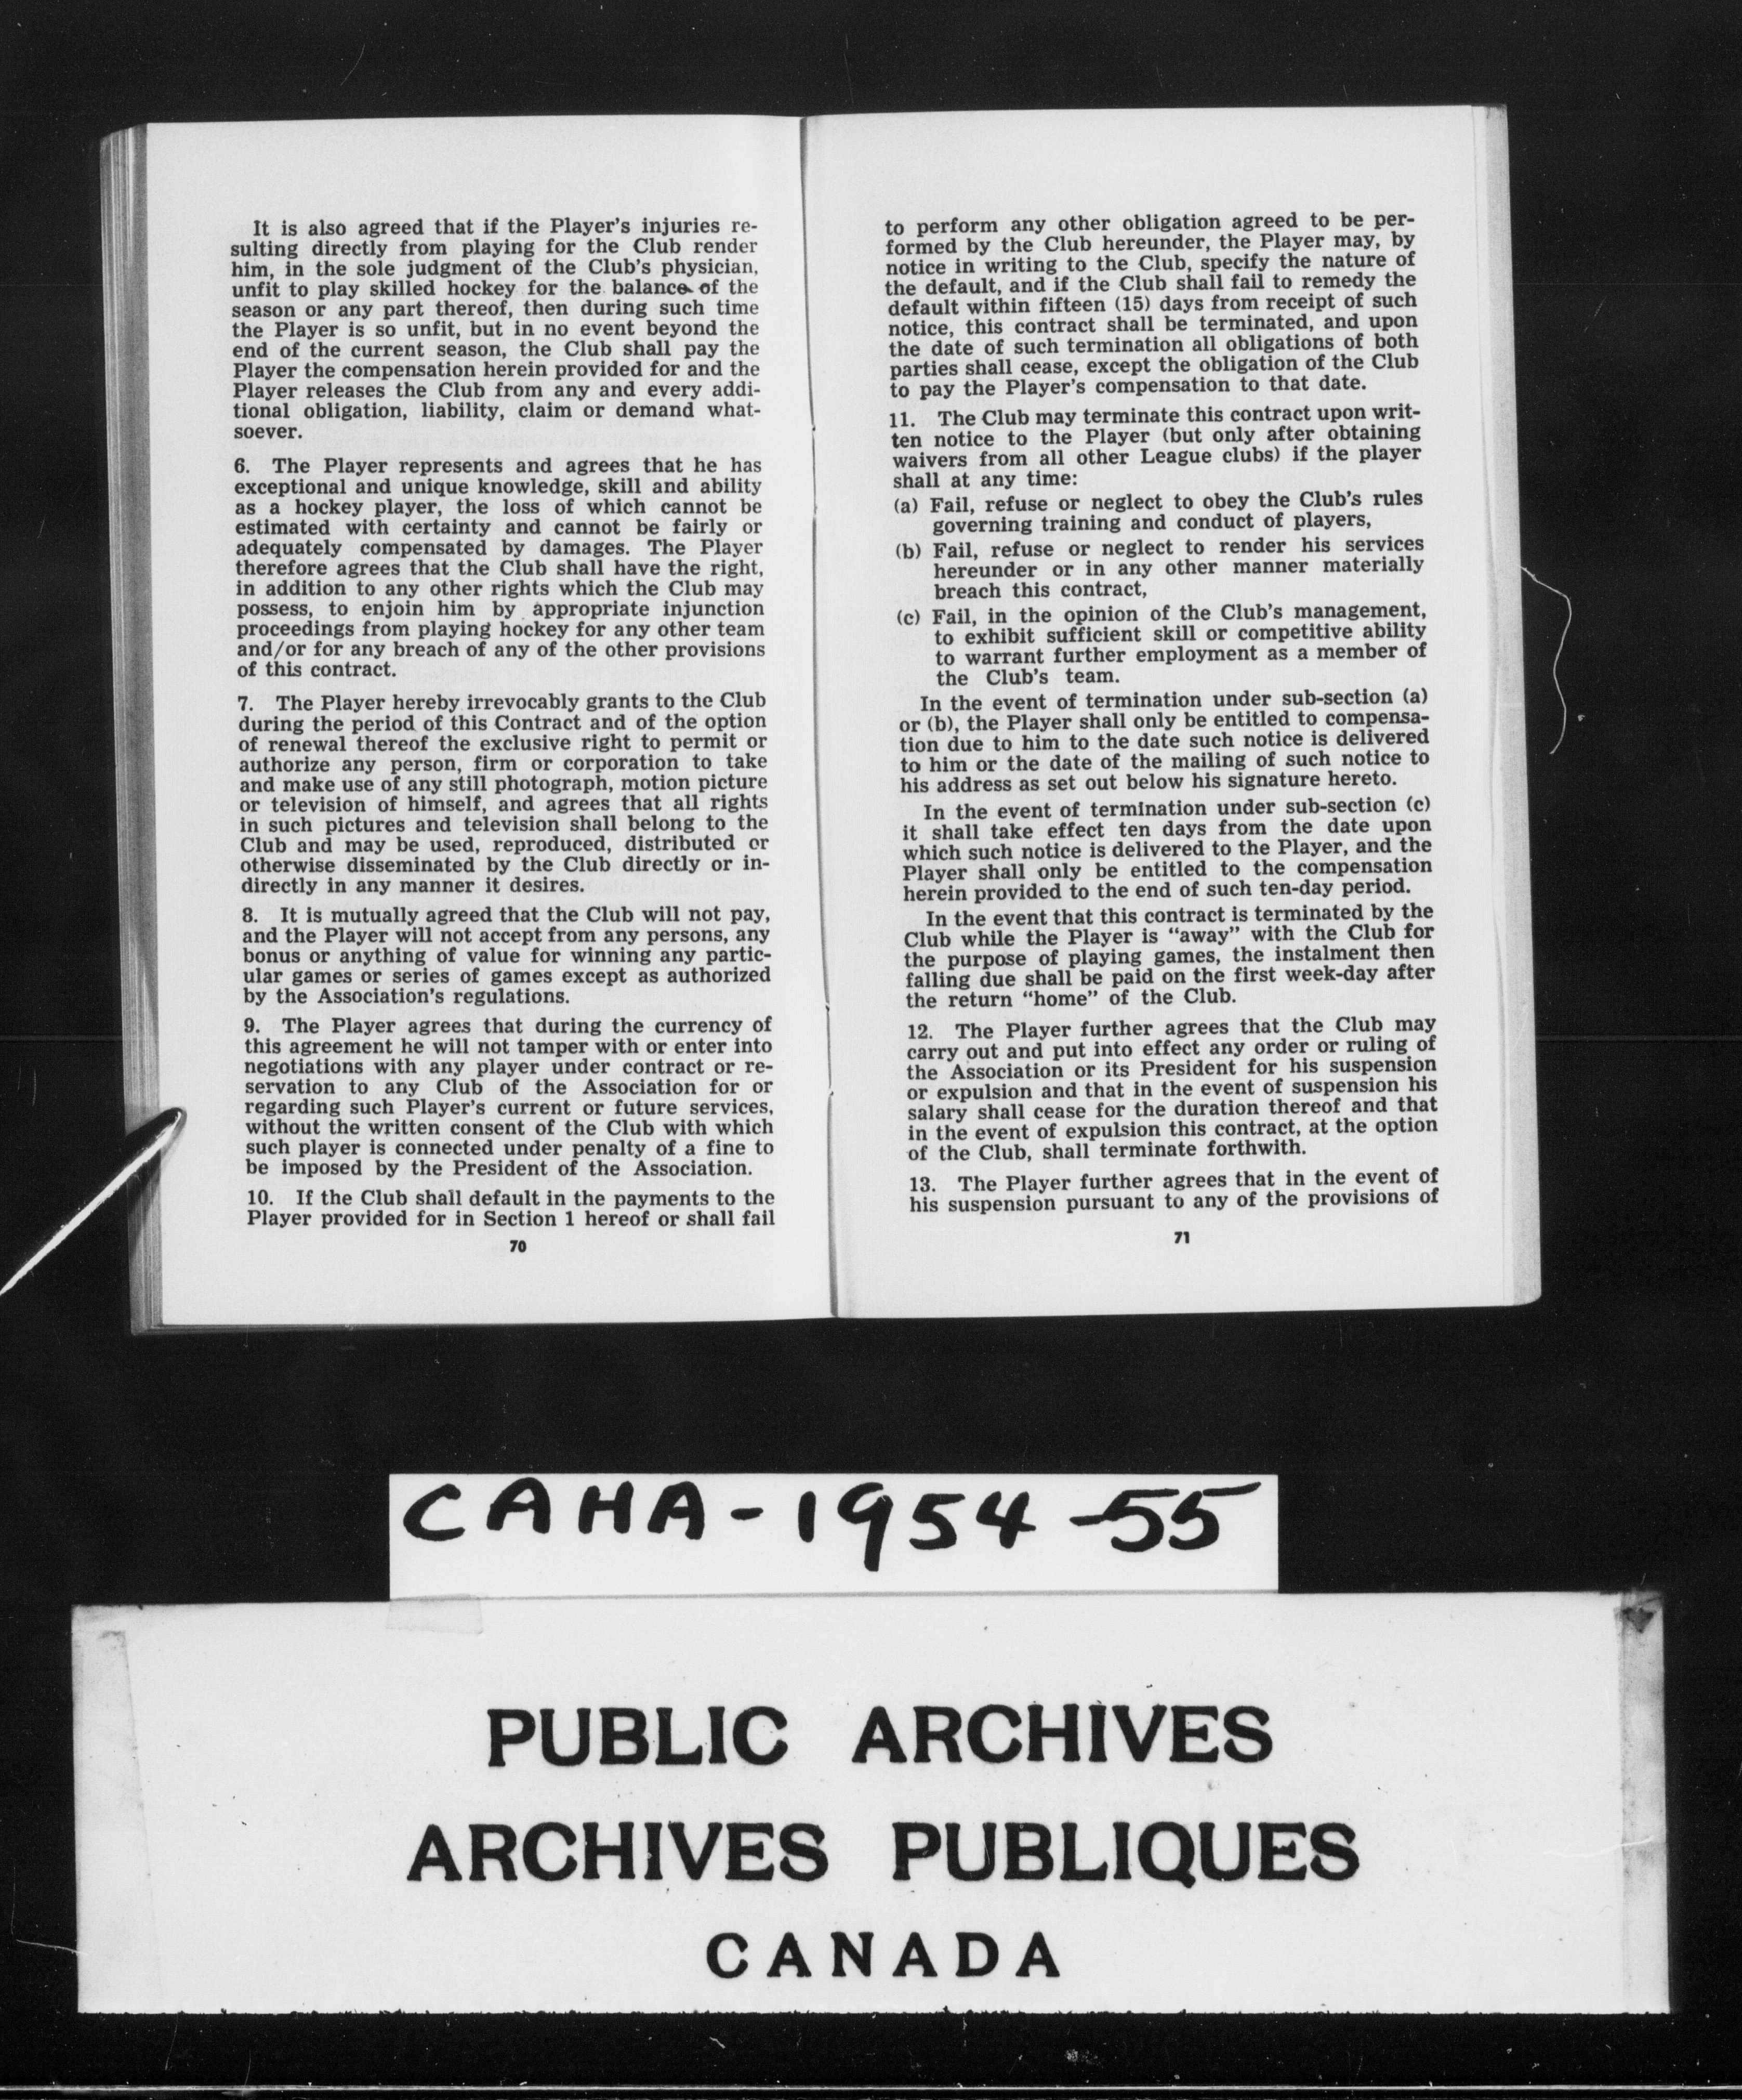 It is also agreed that if the Player's injuries re-
sulting directly from playing for the Club render
him, in the sole judgment of the Club's physician,
unfit to play skilled hockey for the balance of the
season or any part thereof, then during such time
the Player is so unfit, but in no event beyond the
end of the current season, the Club shall pay the
Player the compensation herein provided for and the
Player releases the Club from any and every addi-
tional obligation, liability, claim or demand what-
soever.
6. The Player represents and agrees that he has
exceptional and unique knowledge, skill and ability
as a hockey player, the loss of which cannot be
estimated with certainty and cannot be fairly or
adequately compensated by damages. The Player
therefore agrees that the Club shall have the right,
in addition to any other rights which the Club may
possess, to enjoin him by appropriate injunction
proceedings from playing hockey for any other team
and/or for any breach of any of the other provisions
of this contract.
7. The Player hereby irrevocably grants to the Club
during the period of this Contract and of the option
of renewal thereof the exclusive right to permit or
authorize any person, firm or corporation to take
and make use of any still photograph, motion picture
or television of himself, and agrees that all rights
in such pictures and television shall belong to the
Club and may be used, reproduced, distributed or
otherwise disseminated by the Club directly or in-
directly in any manner it desires.
8. It is mutually agreed that the Club will not pay,
and the Player will not accept from any persons, any
bonus or anything of value for winning any partic-
ular games or series of games except as authorized
by the Association's regulations.
9. The Player agrees that during the currency of
this agreement he will not tamper with or enter into
negotiations with any player under contract or re-
servation to any Club of the Association for or
regarding such Player's current or future services,
without the written consent of the Club with which
such player is connected under penalty of a fine to
be imposed by the President of the Association.
10. If the Club shall default in the payments to the
Player provided for in Section 1 hereof or shall fail
70
to perform any other obligation agreed to be per-
formed by the Club hereunder, the Player may, by
notice in writing to the Club, specify the nature of
the default, and if the Club shall fail to remedy the
default within fifteen (15) days from receipt of such
notice, this contract shall be terminated, and upon
the date of such termination all obligations of both
parties shall cease, except the obligation of the Club
to pay the Player's compensation to that date.
11. The Club may terminate this contract upon writ-
ten notice to the Player (but only after obtaining
waivers from all other League clubs) if the player
shall at any time:
(a) Fail, refuse or neglect to obey the Club's rules
governing training and conduct of players,
(b) Fail, refuse or neglect to render his services
hereunder or in any other manner materially
breach this contract,
(c) Fail, in the opinion of the Club's management,
to exhibit sufficient skill or competitive ability
to warrant further employment as a member of
the Club's team.
In the event of termination under sub-section (a)
or (b), the Player shall only be entitled to compensa-
tion due to him to the date such notice is delivered
to him or the date of the mailing of such notice to
his address as set out below his signature hereto.
In the event of termination under sub-section (c)
it shall take effect ten days from the date upon
which such notice is delivered to the Player, and the
Player shall only be entitled to the compensation
herein provided to the end of such ten-day period.
In the event that this contract is terminated by the
Club while the Player is "away" with the Club for
the purpose of playing games, the instalment then
falling due shall be paid on the first week-day after
the return "home" of the Club.
12. The Player further agrees that the Club may
carry out and put into effect any order or ruling of
the Association or its President for his suspension
or expulsion and that in the event of suspension his
salary shall cease for the duration thereof and that
in the event of expulsion this contract, at the option
of the Club, shall terminate forthwith.
13. The Player further agrees that in the event of
his suspension pursuant to any of the provisions of
71
CAHA-1954-55
PUBLIC ARCHIVES
ARCHIVES PUBLIQUES
CANADA